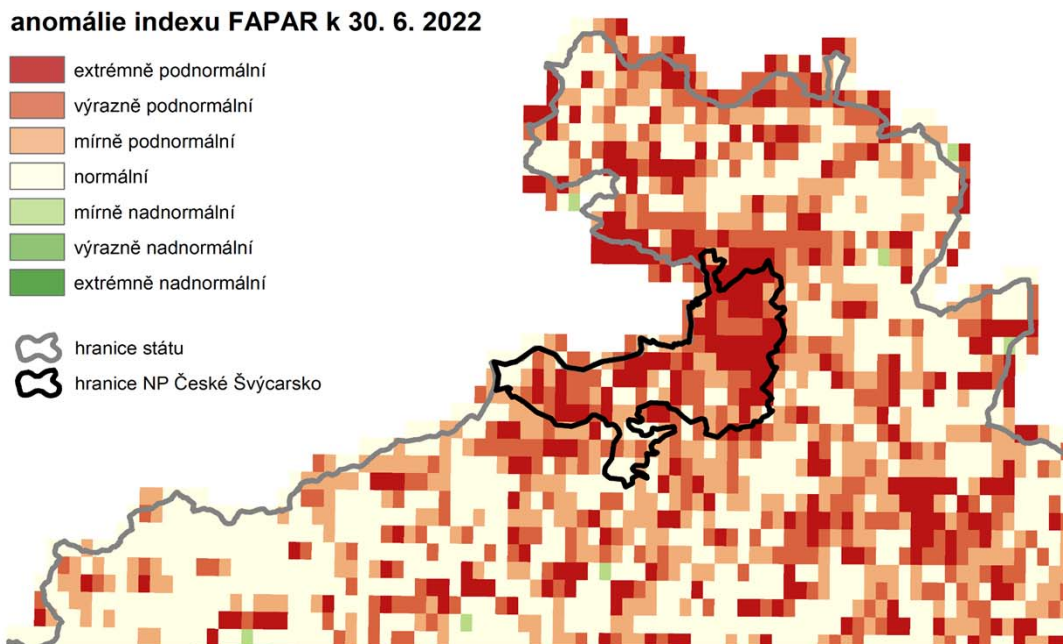 anomálie indexu FAPAR k 30. 6. 2022
extrémně podnormální
výrazně podnormální
mírně podnormální
normální
mírně nadnormální
výrazně nadnormální
extrémně nadnormální
hranice státu
hranice NP České Švýcarsko